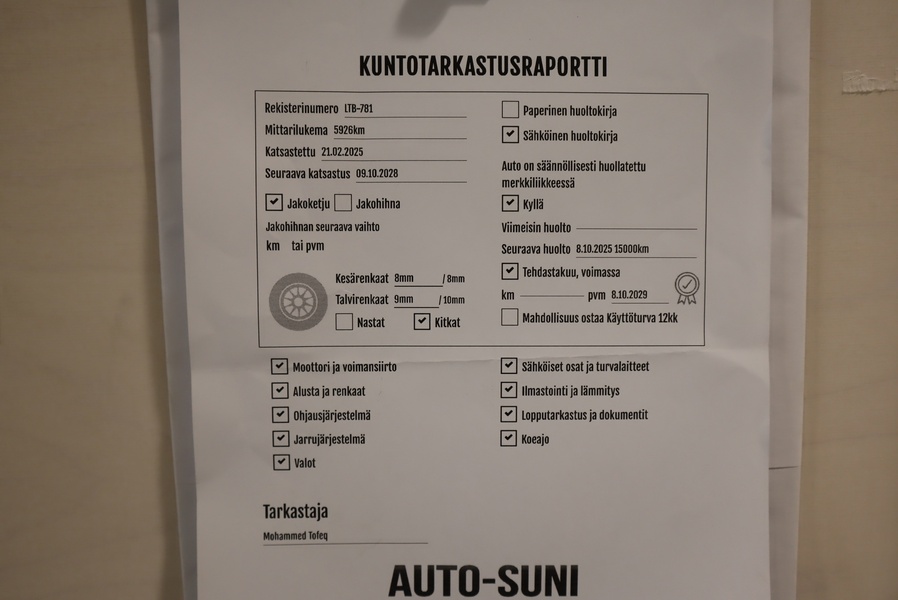 KUNTOTARKASTUSRAPORTTI
Rekisterinumero LTB-781
Mittarilukema 5926km
Katsastettu 21.02.2025
Seuraava katsastus 09.10.2028
Jakoketju Jakohihna
Jakohihnan seuraava vaihto
km tai pvm
Kesärenkaat 8mm / 8mm
Talvirenkaat 9mm / 10mm
Nastat Kitkat
Paperinen huoltokirja
Sähköinen huoltokirja
Auto on säännöllisesti huollatettu
merkkiliikkeessä
Kyllä
Viimeisin huolto
Seuraava huolto 8.10.2025 15000km
Tehdastakuu, voimassa
km pvm 8.10.2029
Mahdollisuus ostaa Käyttöturva 12kk
Moottori ja voimansiirto
Alusta ja renkaat
Ohjausjärjestelmä
Jarrujärjestelmä
Valot
Sähköiset osat ja turvalaitteet
Ilmastointi ja lämmitys
Lopputarkastus ja dokumentit
Koeajo
Tarkastaja
Mohammed Tofeq
AUTO-SUNI